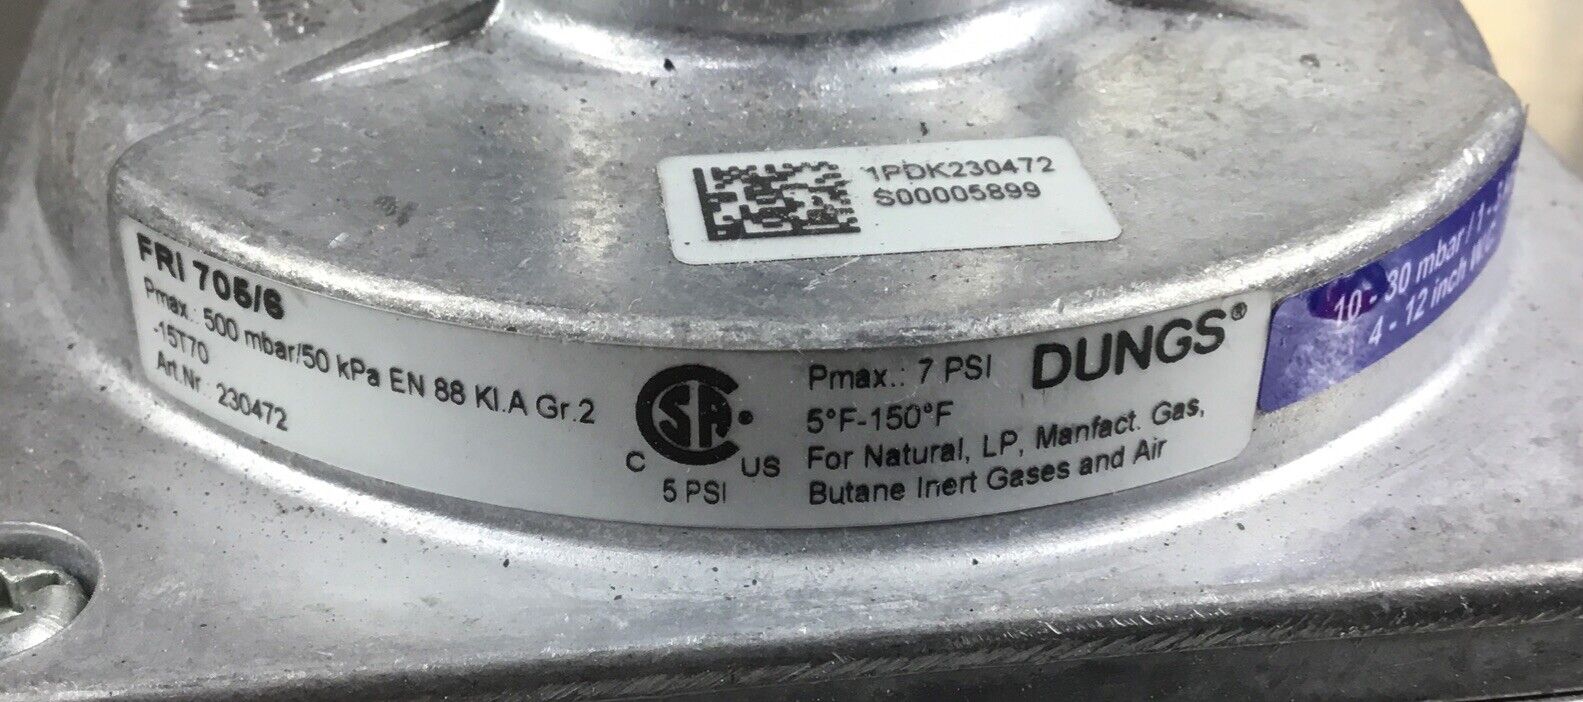 1PDK230472
S00005899
FRI 705/6
Pmax.: 500 mbar/50 kPa EN 88 Kl.A Gr.2
-15T70
Art.Nr.: 230472
CSA
C US
5 PSI
Pmax.: 7 PSI
5°F-150°F
For Natural, LP, Manfact. Gas,
Butane Inert Gases and Air
DUNGS®
10 - 30 mbar / 1 -
4 - 12 inch W.C.